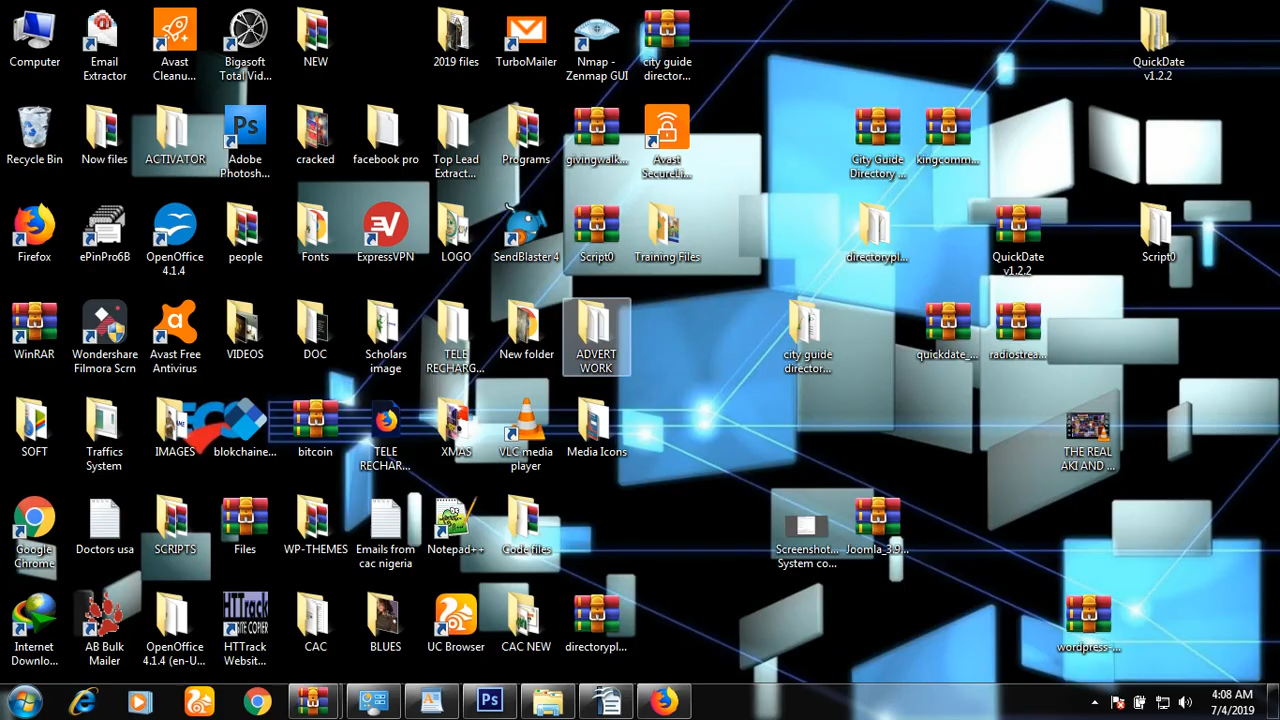 Computer
Email
Extractor
Avast
Cleanu...
Bigasoft
Total Vid...
NEW
2019 files
TurboMailer
Nmap -
Zenmap GUI
city guide
director...
QuickDate
v1.2.2
Recycle Bin
Now files
ACTIVATOR
Ps
Adobe
Photosh...
cracked
facebook pro
Top Lead
Extract...
Programs
givingwalk...
Avast
SecureLi...
City Guide
Directory ...
kingcomm...
Firefox
ePinPro6B
OpenOffice
4.1.4
people
Fonts
ExpressVPN
LOGO
SendBlaster 4
Script0
Training Files
directorypl...
QuickDate
v1.2.2
Script0
WinRAR
Wondershare
Filmora Scrn
Avast Free
Antivirus
VIDEOS
DOC
Scholars
image
TELE
RECHARG...
New folder
ADVERT
WORK
city guide
director...
quickdate_...
radiostrea...
SOFT
Traffics
System
IMAGES
blokchaine...
bitcoin
TELE
RECHAR...
XMAS
VLC media
player
Media Icons
THE REAL
AKI AND ...
Google
Chrome
Doctors usa
SCRIPTS
Files
WP-THEMES
Emails from
cac nigeria
Notepad++
Code files
Screenshot...
System co...
Joomla_3.9...
Internet
Downlo...
AB Bulk
Mailer
OpenOffice
4.1.4 (en-U...
HTTrack
SITE COPIER
HTTrack
Websit...
CAC
BLUES
UC Browser
CAC NEW
directorypl...
wordpress-...
Ps
4:08 AM
7/4/2019